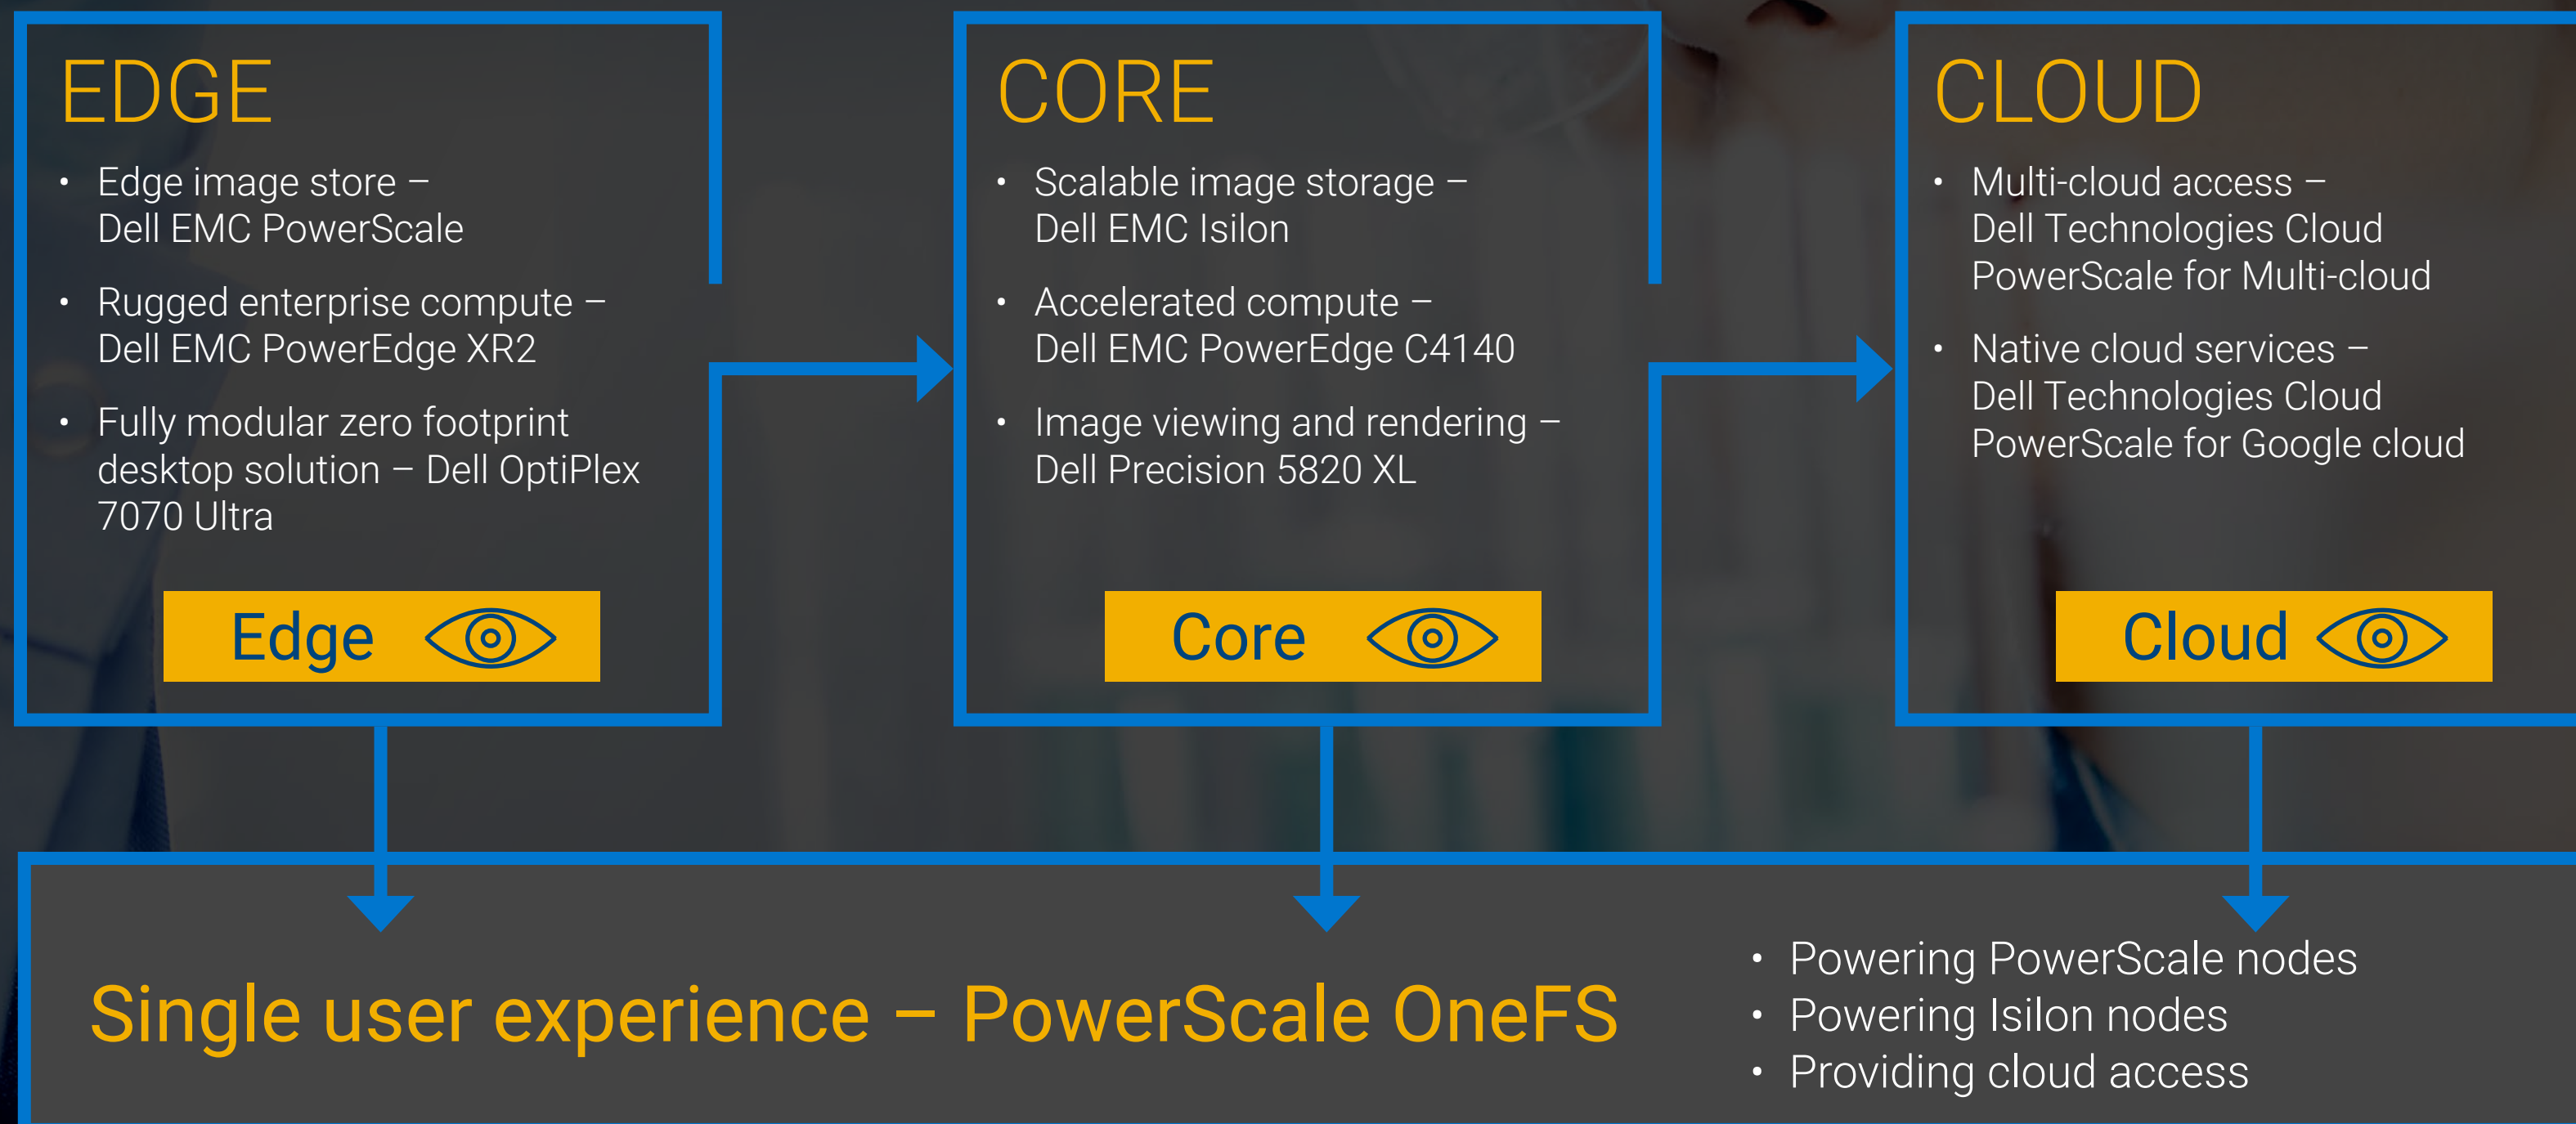 EDGE
• Edge image store –
Dell EMC PowerScale
• Rugged enterprise compute –
Dell EMC PowerEdge XR2
• Fully modular zero footprint
desktop solution – Dell OptiPlex
7070 Ultra
Edge
CORE
• Scalable image storage –
Dell EMC Isilon
• Accelerated compute –
Dell EMC PowerEdge C4140
• Image viewing and rendering –
Dell Precision 5820 XL
Core
CLOUD
• Multi-cloud access –
Dell Technologies Cloud
PowerScale for Multi-cloud
• Native cloud services –
Dell Technologies Cloud
PowerScale for Google cloud
Cloud
Single user experience – PowerScale OneFS
• Powering PowerScale nodes
• Powering Isilon nodes
• Providing cloud access